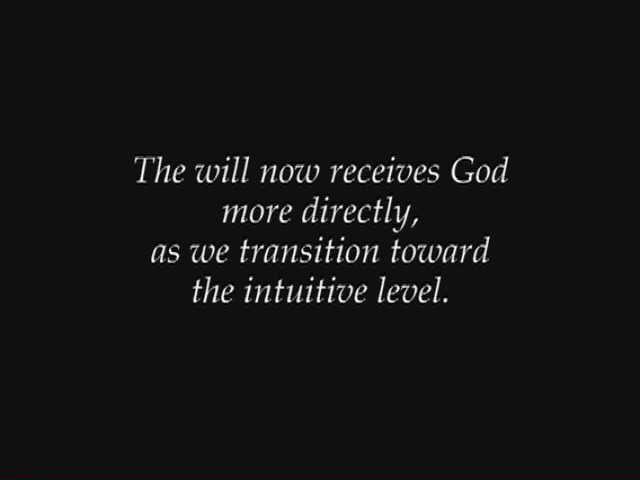 The will now receives God
more directly,
as we transition toward
the intuitive level.